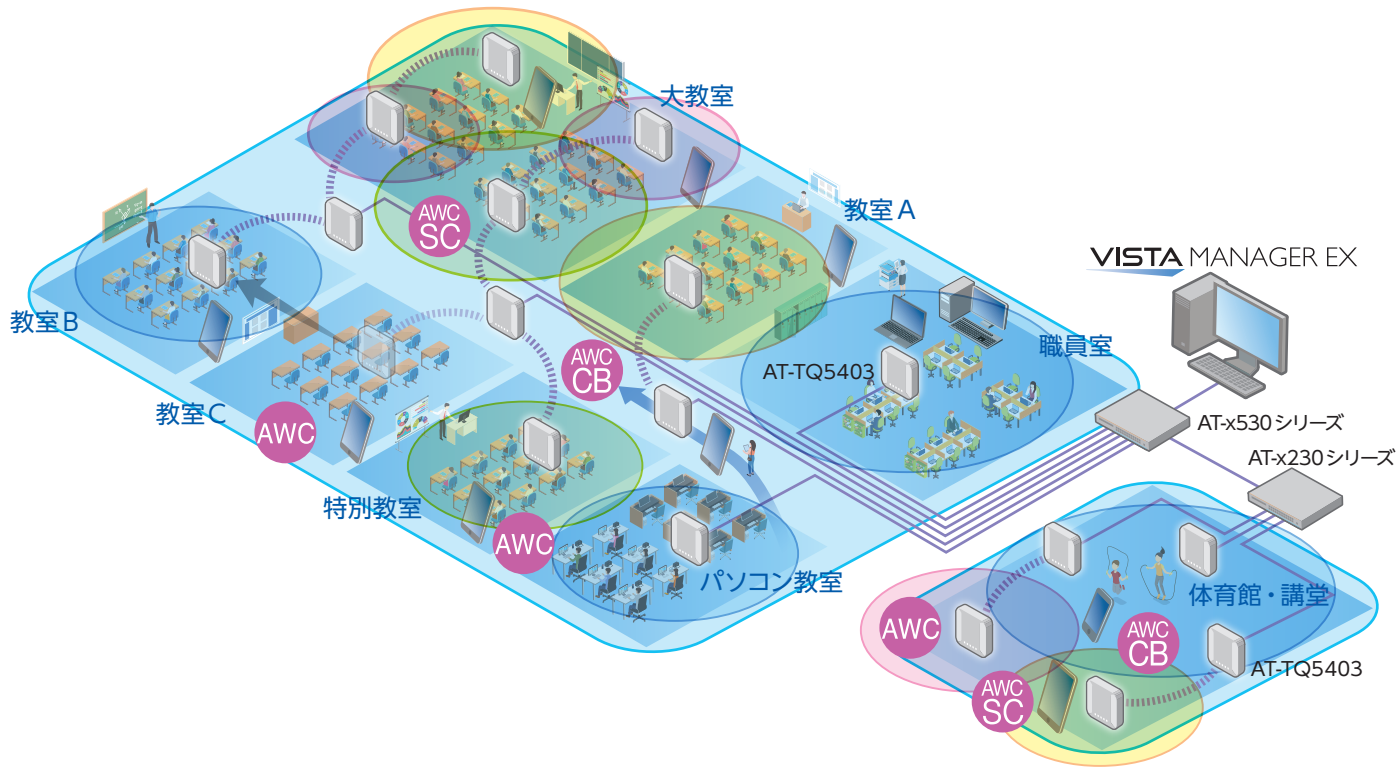 大教室
教室A
AWC
SC
VISTA MANAGER EX
教室B
職員室
AWC
CB
AT-TQ5403
教室C
AWC
AT-x530シリーズ
AT-x230シリーズ
特別教室
AWC
パソコン教室
体育館・講堂
AWC
AWC
CB
AT-TQ5403
AWC
SC